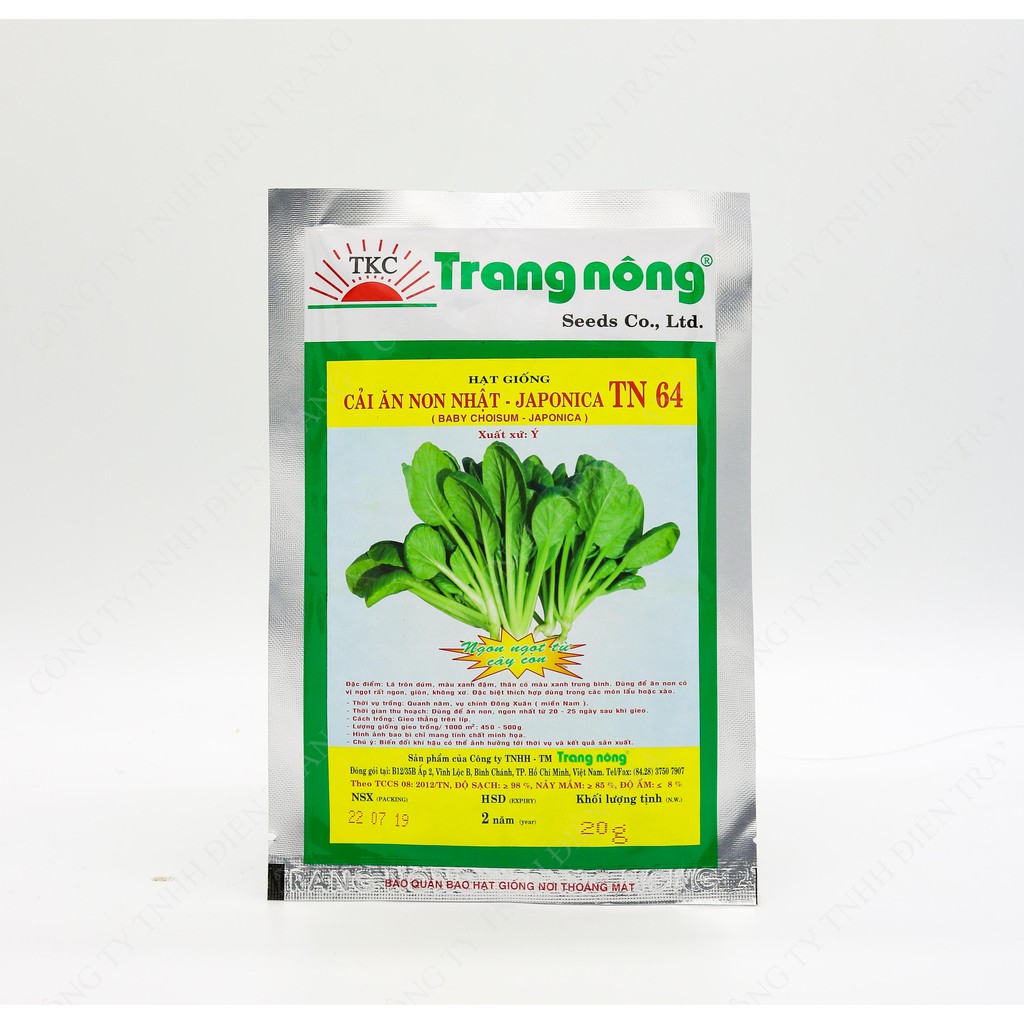 TKC
Trang nông®
Seeds Co., Ltd.
HẠT GIỐNG
CẢI ĂN NON NHẬT - JAPONICA TN 64
( BABY CHOISUM - JAPONICA )
Xuất xứ: Ý
Ngon ngọt từ
cây con
Đặc điểm: Lá tròn dúm, màu xanh đậm, thân có màu xanh trung bình. Dùng để ăn non có
vị ngọt rất ngon, giòn, không xơ. Đặc biệt thích hợp dùng trong các món lẩu hoặc xào.
- Thời vụ trồng: Quanh năm, vụ chính Đông Xuân ( miền Nam ).
- Thời gian thu hoạch: Dùng để ăn non, ngon nhất từ 20 - 25 ngày sau khi gieo.
- Cách trồng: Gieo thẳng trên líp.
- Lượng giống gieo trồng/ 1000 m²: 450 - 500g
- Hình ảnh bao bì chỉ mang tính chất minh họa.
- Chú ý: Biến đổi khí hậu có thể ảnh hưởng tới thời vụ và kết quả sản xuất.
Sản phẩm của Công ty TNHH - TM Trang nông®
Đóng gói tại: B12/35B Ấp 2, Vĩnh Lộc B, Bình Chánh, TP. Hồ Chí Minh, Việt Nam. Tel/Fax: (84.28) 3750 7907
Theo TCCS 08: 2012/TN, ĐỘ SẠCH: ≥ 98 %, NẢY MẦM: ≥ 85 %, ĐỘ ẨM: ≤ 8 %
NSX (PACKING) HSD (EXPIRY) Khối lượng tịnh (N.W.)
22 07 19 2 năm (year) 20g
BẢO QUẢN BAO HẠT GIỐNG NƠI THOÁNG MÁT
CÔNG TY TNHH DIEN TRANG